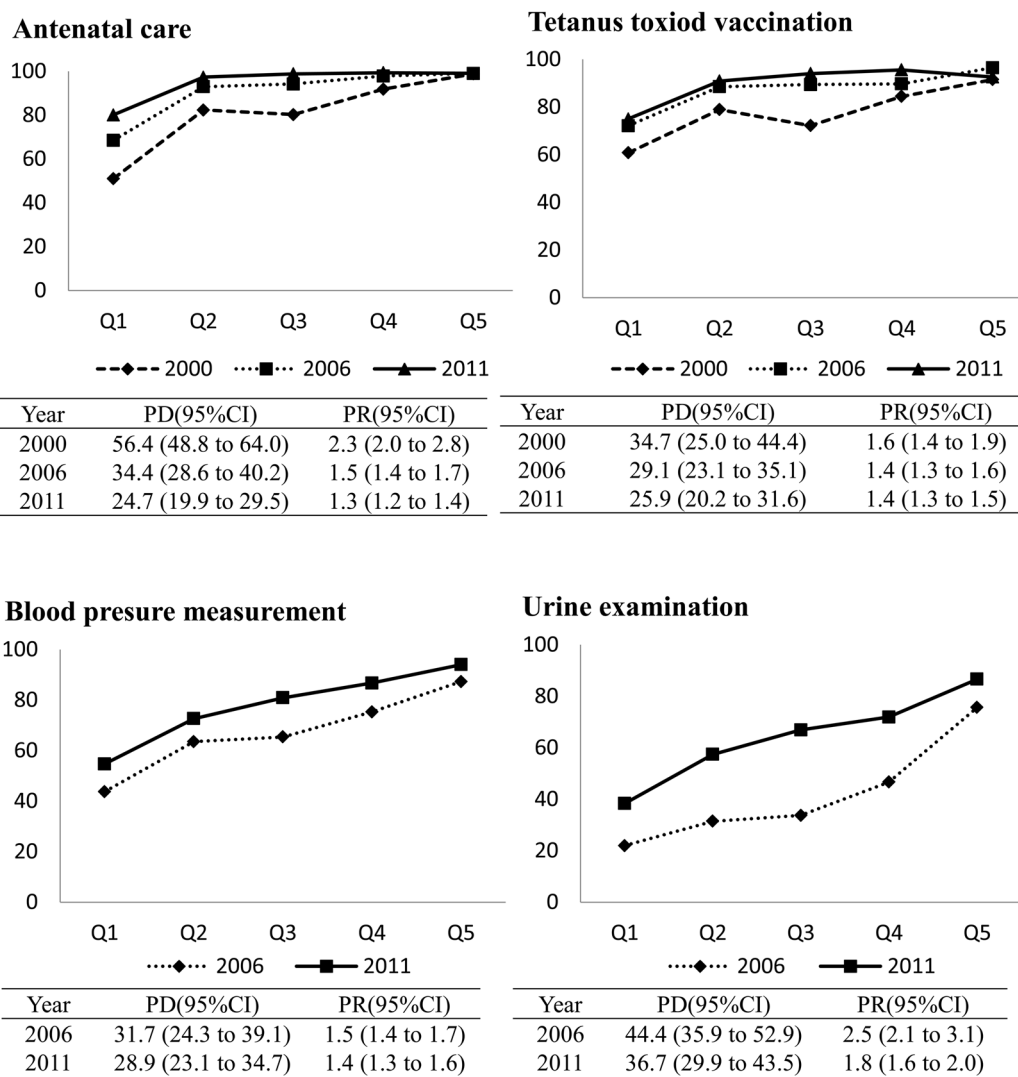 Antenatal care
100
80
60
40
20
0
Q1 Q2 Q3 Q4 Q5
2000 2006 2011
Year PD(95%CI) PR(95%CI)
2000 56.4 (48.8 to 64.0) 2.3 (2.0 to 2.8)
2006 34.4 (28.6 to 40.2) 1.5 (1.4 to 1.7)
2011 24.7 (19.9 to 29.5) 1.3 (1.2 to 1.4)
Tetanus toxiod vaccination
100
80
60
40
20
0
Q1 Q2 Q3 Q4 Q5
2000 2006 2011
Year PD(95%CI) PR(95%CI)
2000 34.7 (25.0 to 44.4) 1.6 (1.4 to 1.9)
2006 29.1 (23.1 to 35.1) 1.4 (1.3 to 1.6)
2011 25.9 (20.2 to 31.6) 1.4 (1.3 to 1.5)
Blood presure measurement
100
80
60
40
20
0
Q1 Q2 Q3 Q4 Q5
2006 2011
Year PD(95%CI) PR(95%CI)
2006 31.7 (24.3 to 39.1) 1.5 (1.4 to 1.7)
2011 28.9 (23.1 to 34.7) 1.4 (1.3 to 1.6)
Urine examination
100
80
60
40
20
0
Q1 Q2 Q3 Q4 Q5
2006 2011
Year PD(95%CI) PR(95%CI)
2006 44.4 (35.9 to 52.9) 2.5 (2.1 to 3.1)
2011 36.7 (29.9 to 43.5) 1.8 (1.6 to 2.0)